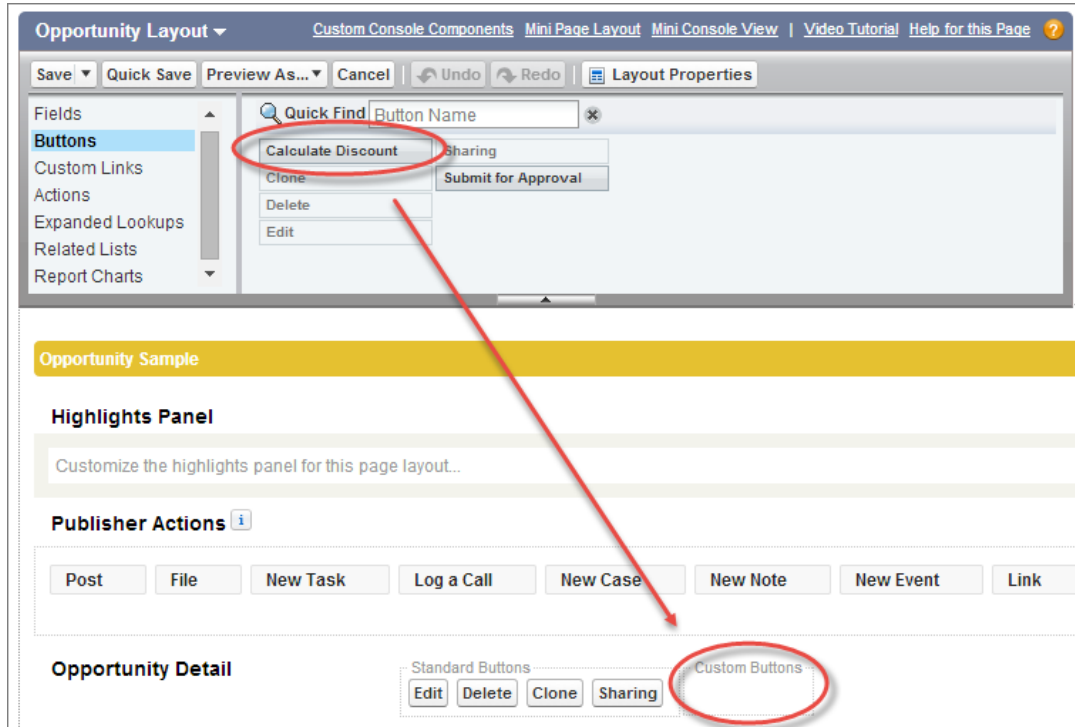 Opportunity Layout Custom Console Components Mini Page Layout Mini Console View | Video Tutorial Help for this Page ?
Save Quick Save Preview As... Cancel Undo Redo Layout Properties
Fields
Buttons
Custom Links
Actions
Expanded Lookups
Related Lists
Report Charts
Quick Find Button Name
Calculate Discount Sharing
Clone Submit for Approval
Delete
Edit
Opportunity Sample
Highlights Panel
Customize the highlights panel for this page layout...
Publisher Actions i
Post File New Task Log a Call New Case New Note New Event Link
Opportunity Detail
Standard Buttons Custom Buttons
Edit Delete Clone Sharing